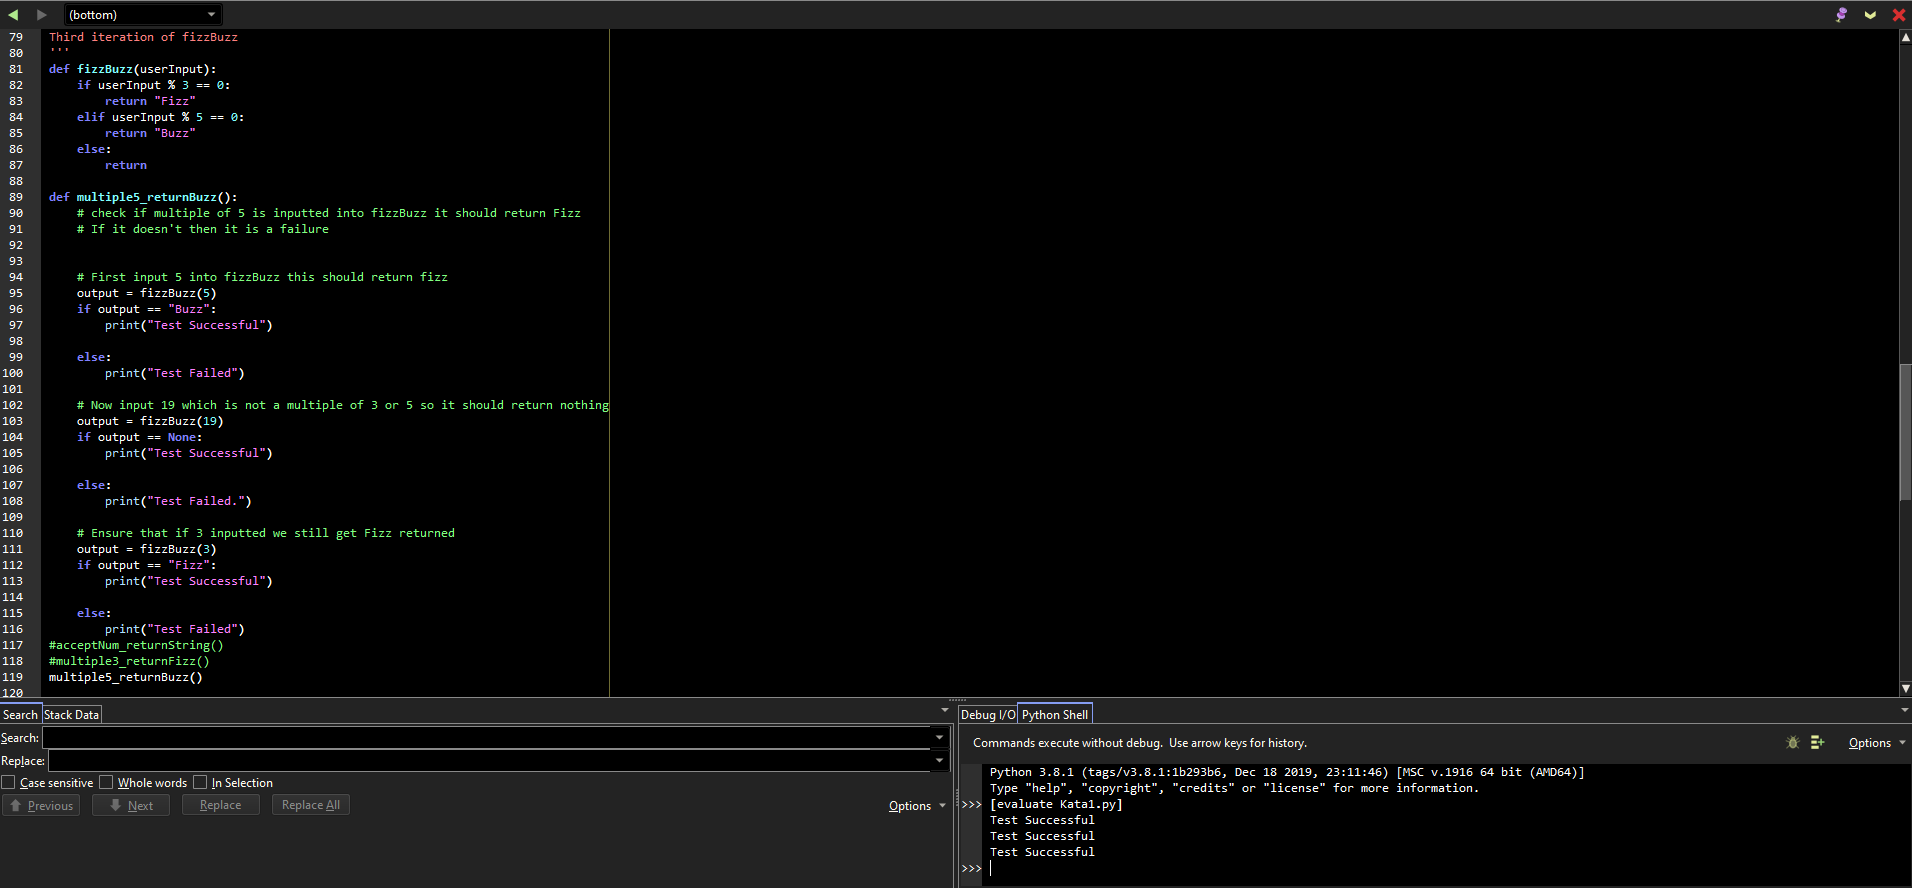 (bottom)
79 Third iteration of fizzBuzz
80 '''
81 def fizzBuzz(userInput):
82     if userInput % 3 == 0:
83         return "Fizz"
84     elif userInput % 5 == 0:
85         return "Buzz"
86     else:
87         return
88
89 def multiple5_returnBuzz():
90     # check if multiple of 5 is inputted into fizzBuzz it should return Fizz
91     # If it doesn't then it is a failure
92
93
94     # First input 5 into fizzBuzz this should return fizz
95     output = fizzBuzz(5)
96     if output == "Buzz":
97         print("Test Successful")
98
99     else:
100         print("Test Failed")
101
102     # Now input 19 which is not a multiple of 3 or 5 so it should return nothing
103     output = fizzBuzz(19)
104     if output == None:
105         print("Test Successful")
106
107     else:
108         print("Test Failed.")
109
110     # Ensure that if 3 inputted we still get Fizz returned
111     output = fizzBuzz(3)
112     if output == "Fizz":
113         print("Test Successful")
114
115     else:
116         print("Test Failed")
117 #acceptNum_returnString()
118 #multiple3_returnFizz()
119 multiple5_returnBuzz()
120
Search Stack Data
Search:
Replace:
Case sensitive Whole words In Selection
Previous Next Replace Replace All Options
Debug I/O Python Shell
Commands execute without debug. Use arrow keys for history. Options
Python 3.8.1 (tags/v3.8.1:1b293b6, Dec 18 2019, 23:11:46) [MSC v.1916 64 bit (AMD64)]
Type "help", "copyright", "credits" or "license" for more information.
>>> [evaluate Kata1.py]
Test Successful
Test Successful
Test Successful
>>>